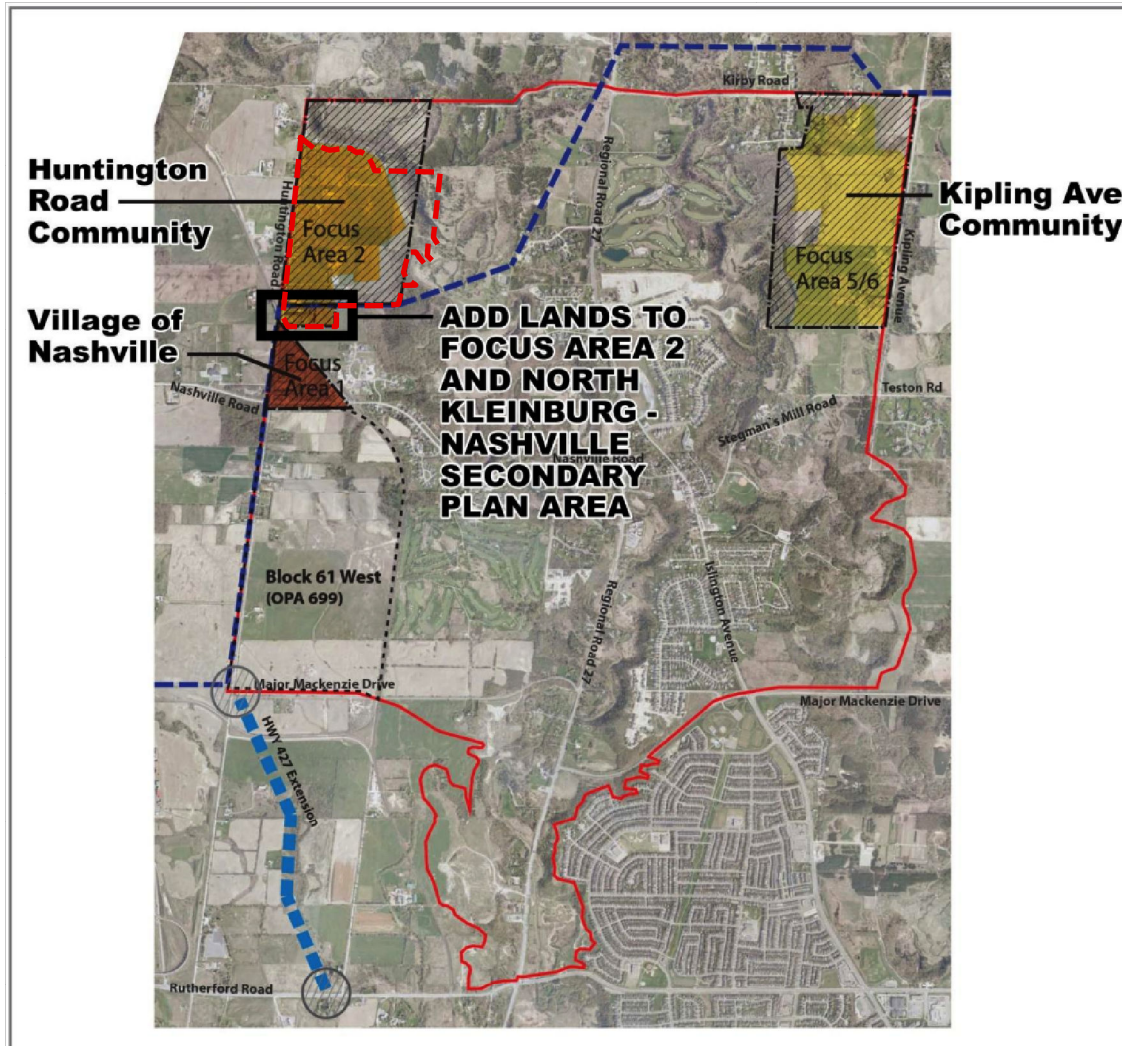 Kirby Road
Huntington
Road
Community
Huntington Road
Focus
Area 2
Regional Road 27
Kipling Ave
Community
Focus
Area 5/6
Kipling Avenue
Village of
Nashville
Focus
Area 1
Nashville Road
ADD LANDS TO
FOCUS AREA 2
AND NORTH
KLEINBURG -
NASHVILLE
SECONDARY
PLAN AREA
Nashville Road
Teston Rd
Stegman's Mill Road
Block 61 West
(OPA 699)
Islington Avenue
Regional Road 27
Major Mackenzie Drive
Major Mackenzie Drive
HWY 427 Extension
Rutherford Road